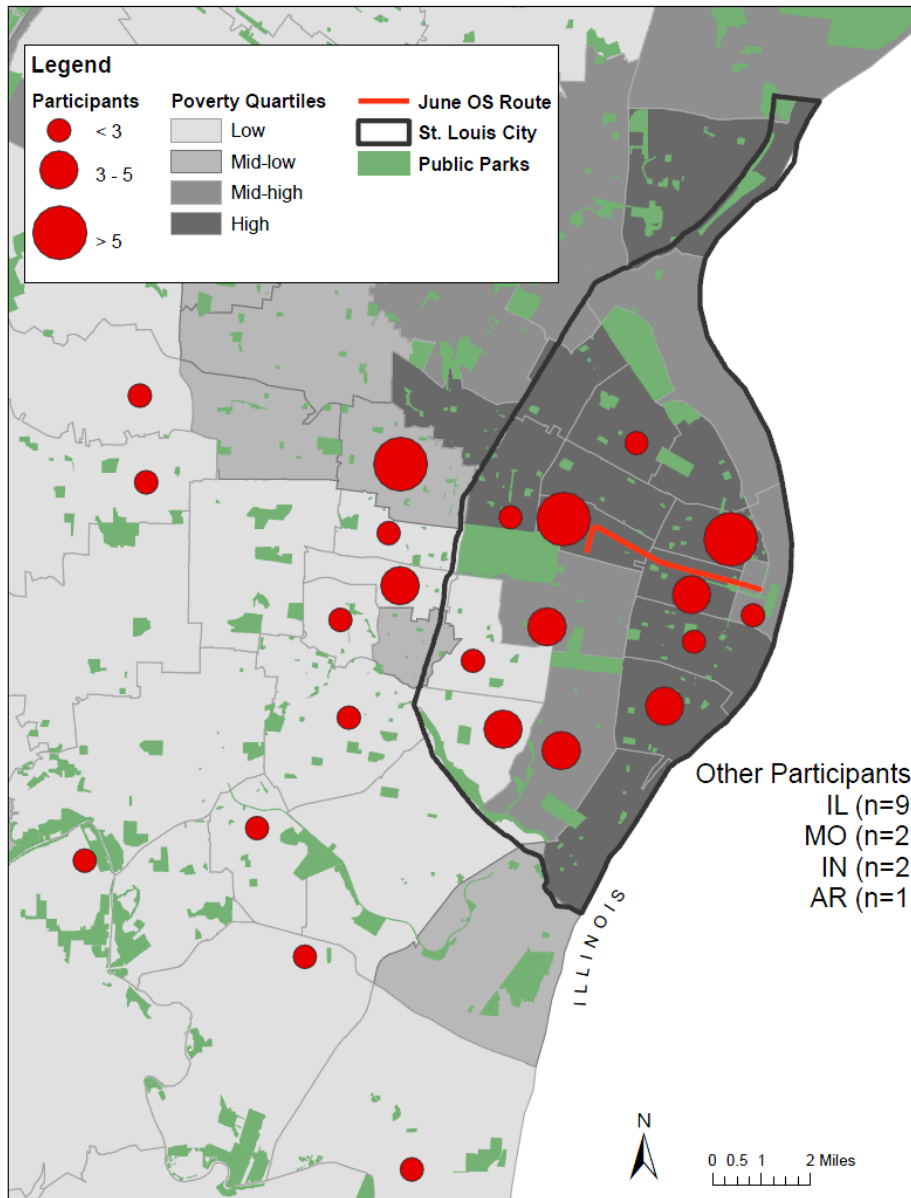 Legend
Participants
< 3
3 - 5
> 5
Poverty Quartiles
Low
Mid-low
Mid-high
High
June OS Route
St. Louis City
Public Parks
Other Participants
IL (n=9
MO (n=2
IN (n=2
AR (n=1
ILLINOIS
N
0 0.5 1 2 Miles